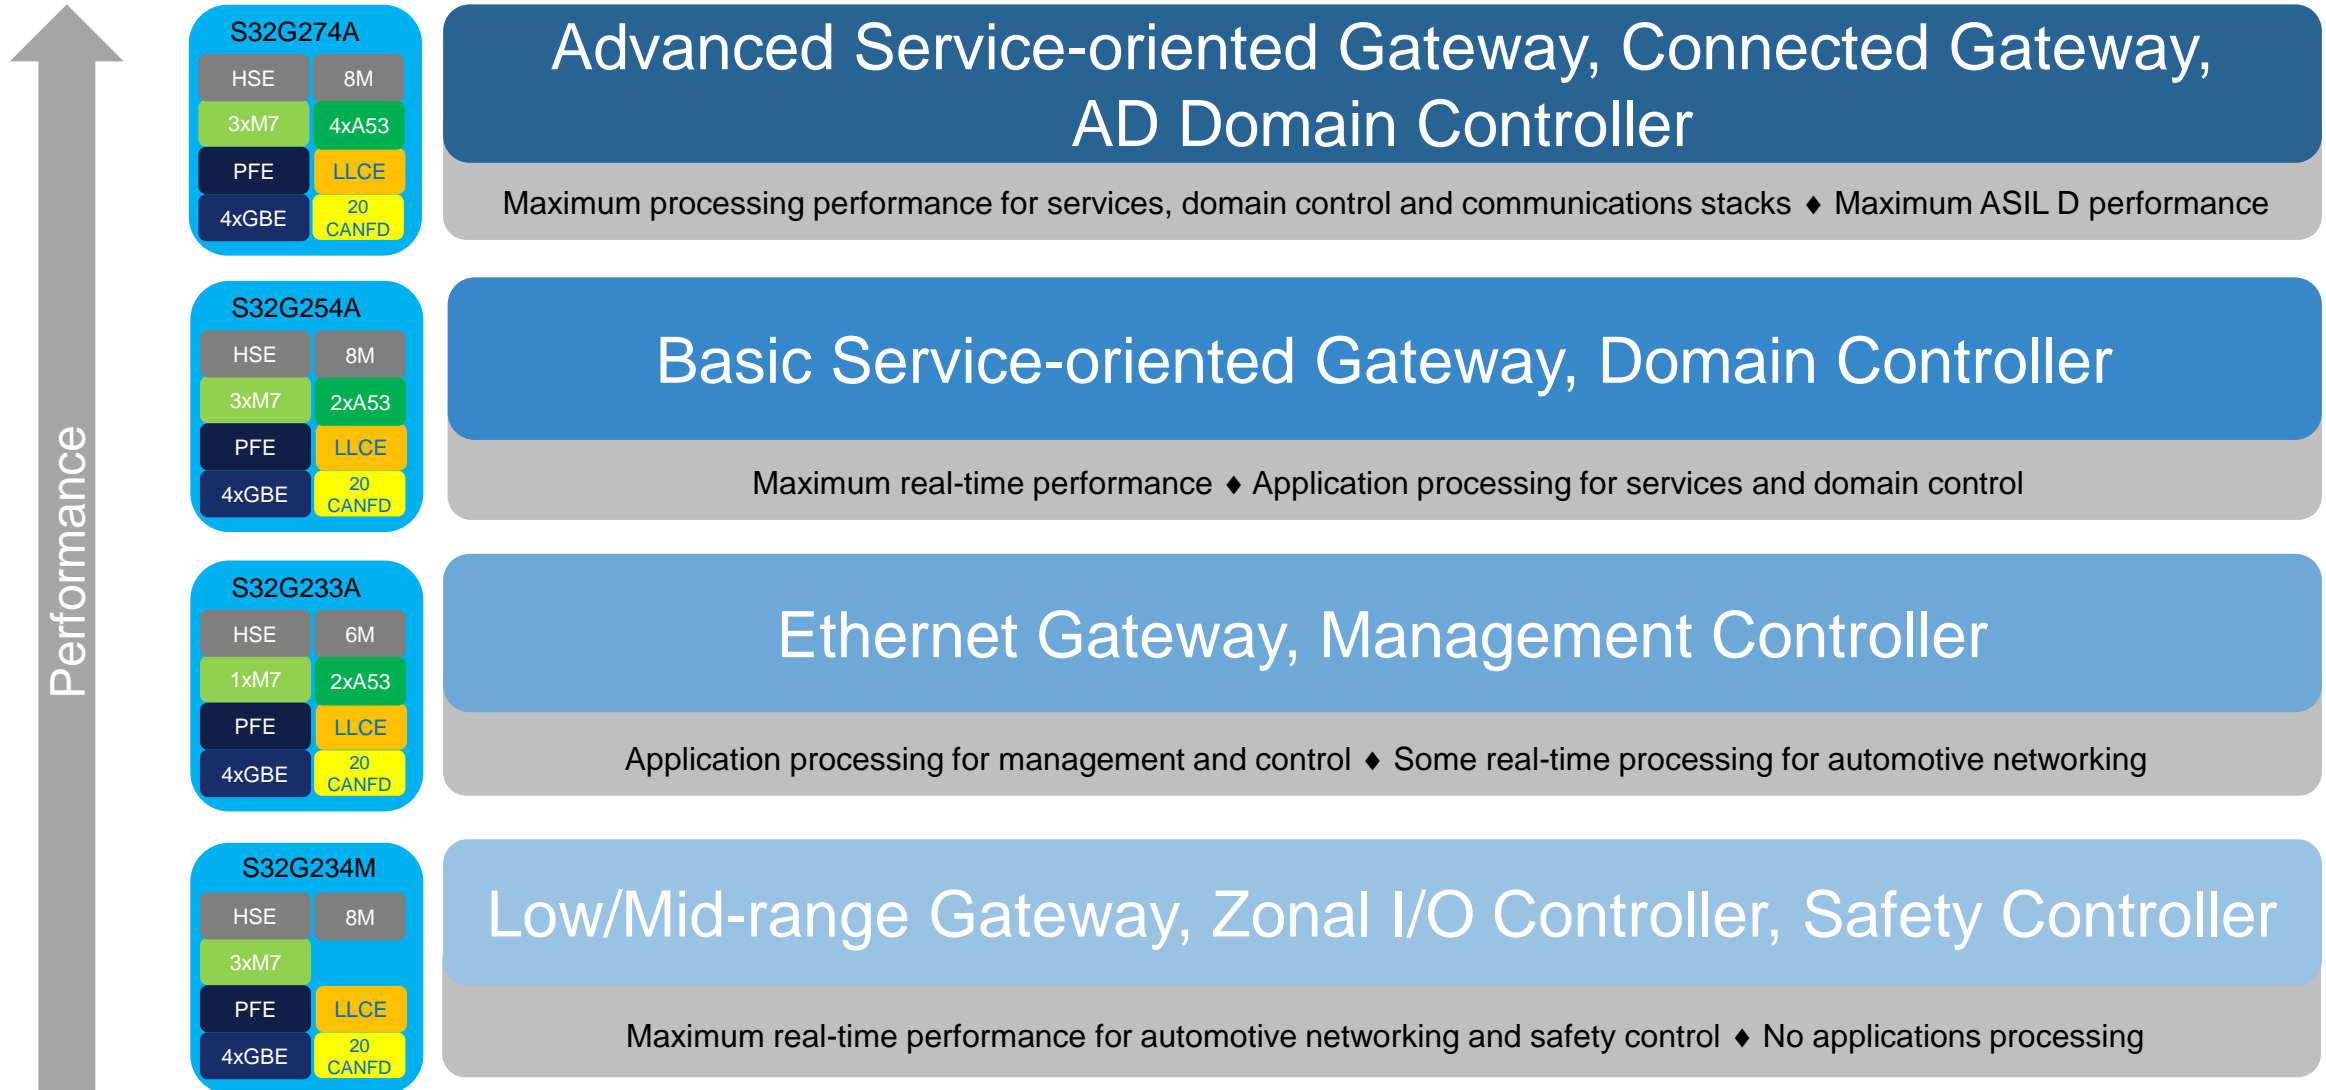 Performance
S32G274A
HSE 8M
3xM7 4xA53
PFE LLCE
4xGBE 20
CANFD
Advanced Service-oriented Gateway, Connected Gateway,
AD Domain Controller
Maximum processing performance for services, domain control and communications stacks ♦ Maximum ASIL D performance
S32G254A
HSE 8M
3xM7 2xA53
PFE LLCE
4xGBE 20
CANFD
Basic Service-oriented Gateway, Domain Controller
Maximum real-time performance ♦ Application processing for services and domain control
S32G233A
HSE 6M
1xM7 2xA53
PFE LLCE
4xGBE 20
CANFD
Ethernet Gateway, Management Controller
Application processing for management and control ♦ Some real-time processing for automotive networking
S32G234M
HSE 8M
3xM7
PFE LLCE
4xGBE 20
CANFD
Low/Mid-range Gateway, Zonal I/O Controller, Safety Controller
Maximum real-time performance for automotive networking and safety control ♦ No applications processing